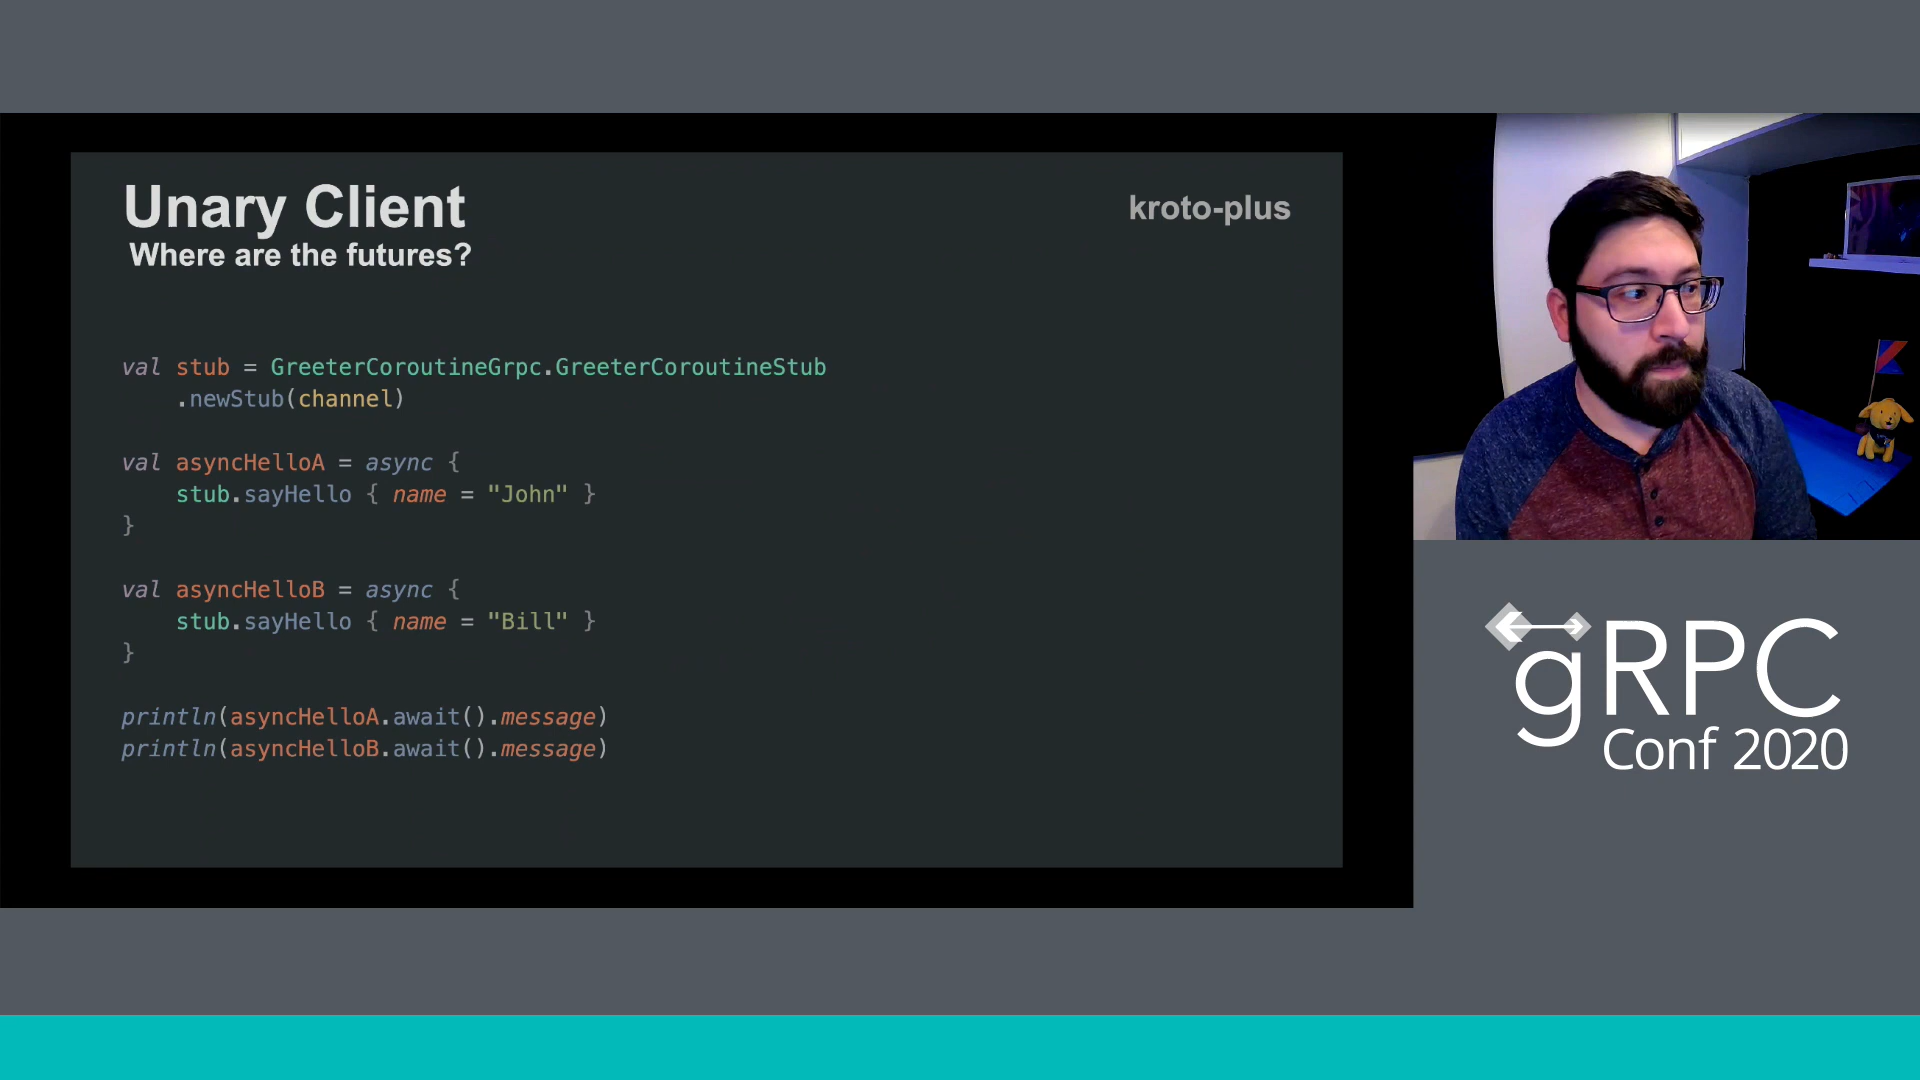 Unary Client
kroto-plus
Where are the futures?
val stub = GreeterCoroutineGrpc.GreeterCoroutineStub
    .newStub(channel)
val asyncHelloA = async {
    stub.sayHello { name = "John" }
}
val asyncHelloB = async {
    stub.sayHello { name = "Bill" }
}
println(asyncHelloA.await().message)
println(asyncHelloB.await().message)
gRPC
Conf 2020